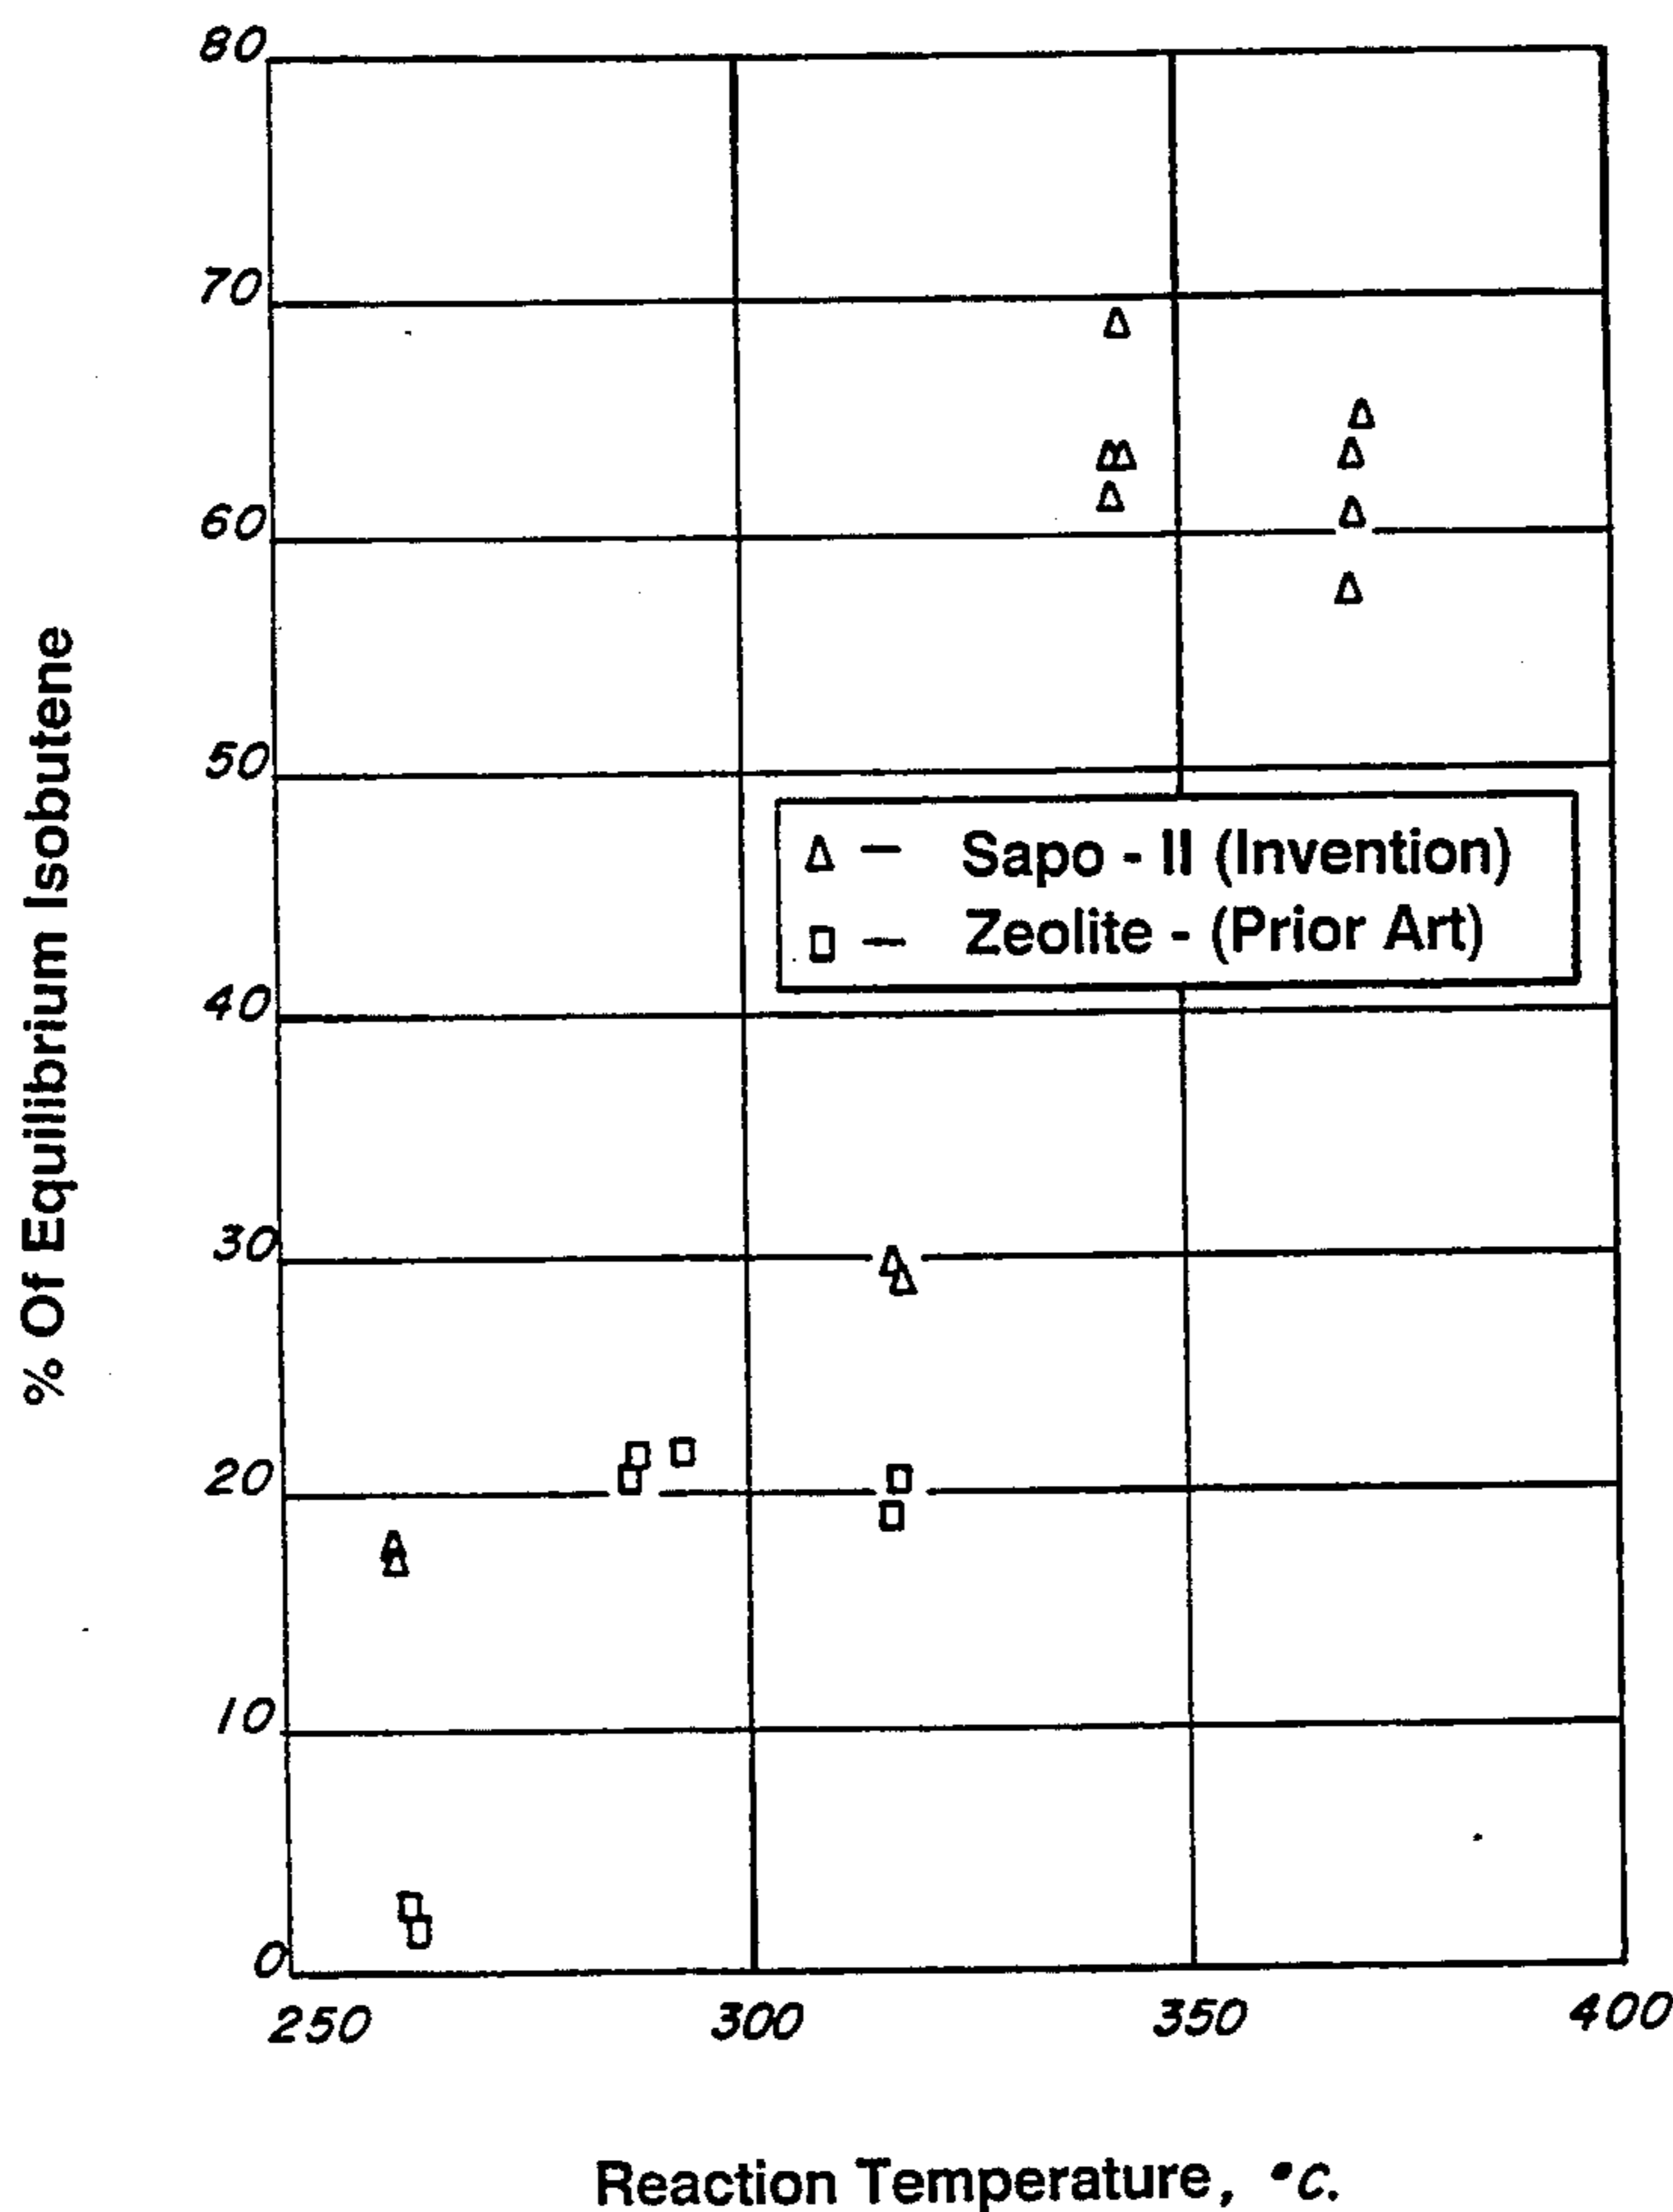 80
70
60
50
40
30
20
10
0
% Of Equilibrium Isobutene
Δ — Sapo - II (Invention)
□ — Zeolite - (Prior Art)
250 300 350 400
Reaction Temperature, °C.